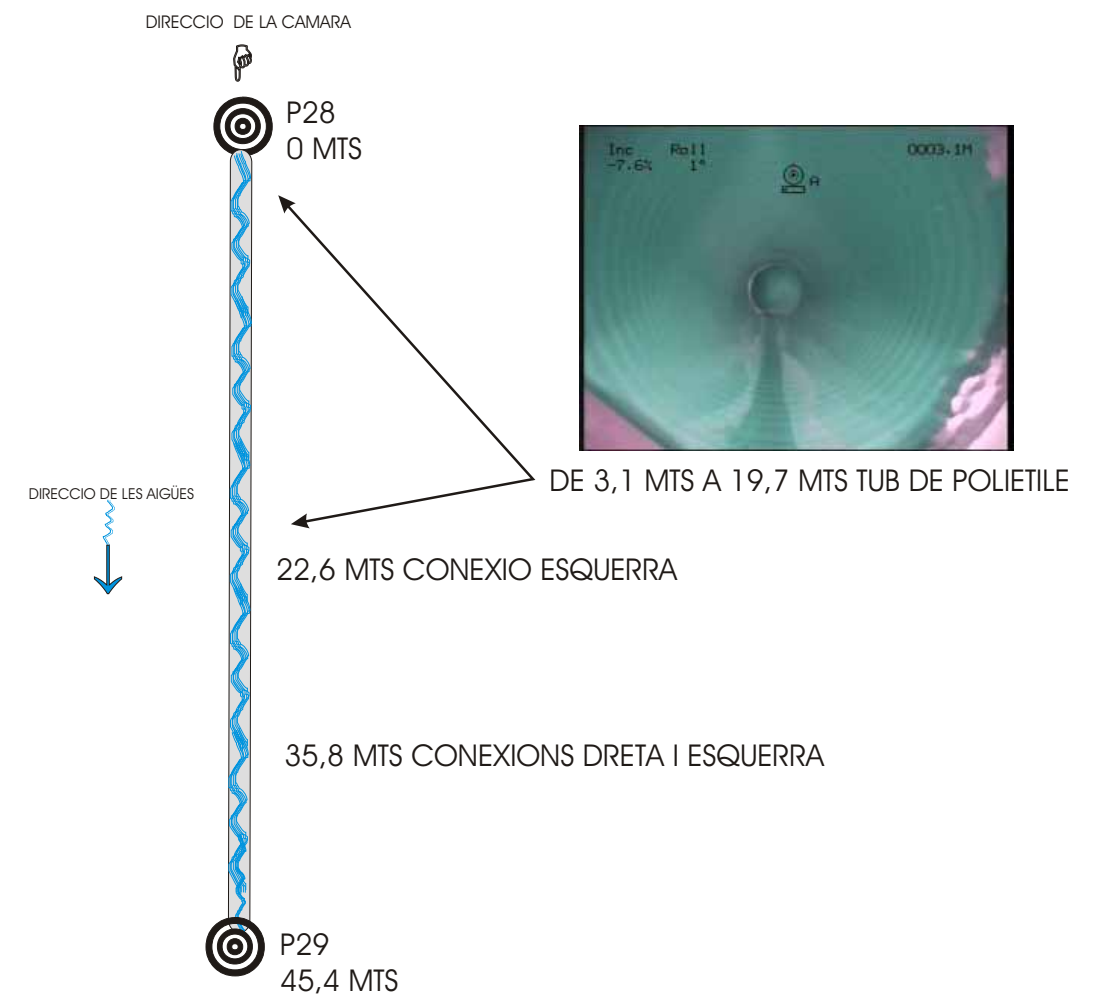 DIRECCIO DE LA CAMARA
P28
0 MTS
Inc Roll 0003.1M
-7.6% 1°
A
DE 3,1 MTS A 19,7 MTS TUB DE POLIETILE
DIRECCIO DE LES AIGÜES
22,6 MTS CONEXIO ESQUERRA
35,8 MTS CONEXIONS DRETA I ESQUERRA
P29
45,4 MTS